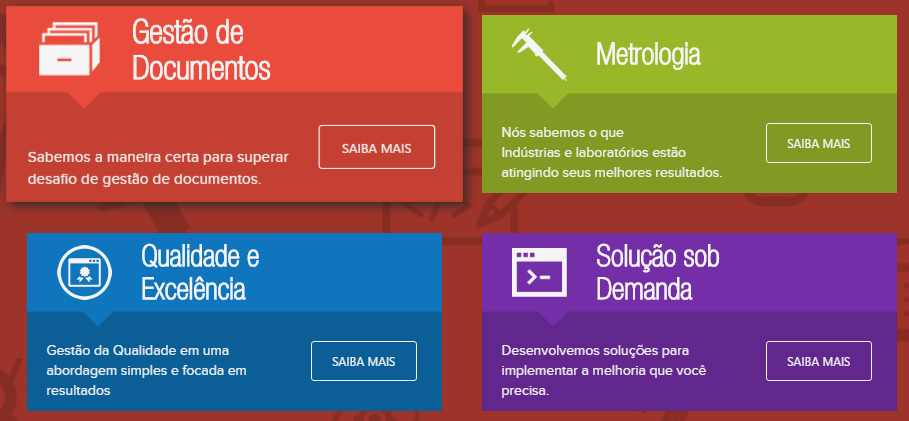 Gestão de
Documentos
Sabemos a maneira certa para superar
desafio de gestão de documentos.
SAIBA MAIS
Metrologia
Nós sabemos o que
Indústrias e laboratórios estão
atingindo seus melhores resultados.
SAIBA MAIS
Qualidade e
Excelência
Gestão da Qualidade em uma
abordagem simples e focada em
resultados
SAIBA MAIS
Solução sob
Demanda
Desenvolvemos soluções para
implementar a melhoria que você
precisa.
SAIBA MAIS